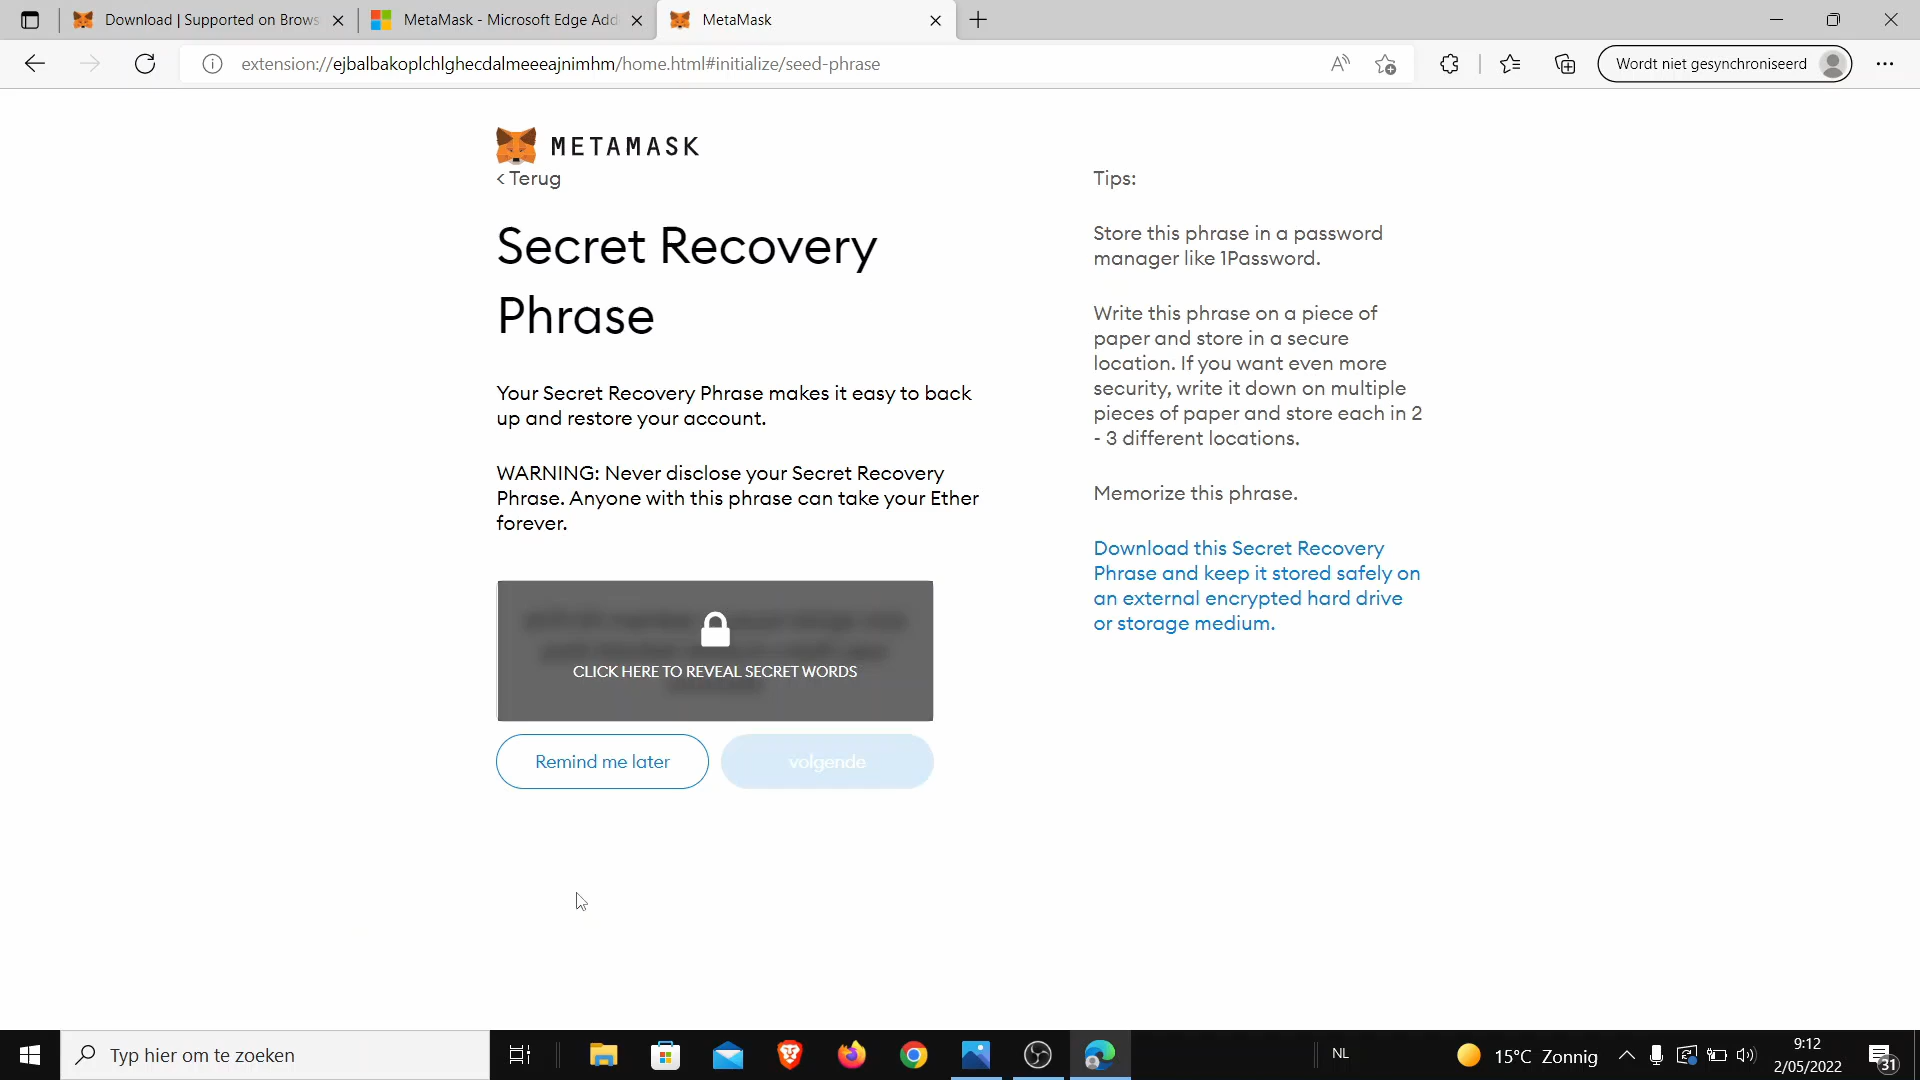 Download | Supported on Brows
MetaMask - Microsoft Edge Add
MetaMask
extension://ejbalbakoplchlghecdalmeeeajnimhm/home.html#initialize/seed-phrase
Wordt niet gesynchroniseerd
METAMASK
< Terug
Secret Recovery
Phrase
Your Secret Recovery Phrase makes it easy to back
up and restore your account.
WARNING: Never disclose your Secret Recovery
Phrase. Anyone with this phrase can take your Ether
forever.
CLICK HERE TO REVEAL SECRET WORDS
Remind me later
volgende
Tips:
Store this phrase in a password
manager like 1Password.
Write this phrase on a piece of
paper and store in a secure
location. If you want even more
security, write it down on multiple
pieces of paper and store each in 2
- 3 different locations.
Memorize this phrase.
Download this Secret Recovery
Phrase and keep it stored safely on
an external encrypted hard drive
or storage medium.
Typ hier om te zoeken
NL
15°C Zonnig
9:12
2/05/2022
31